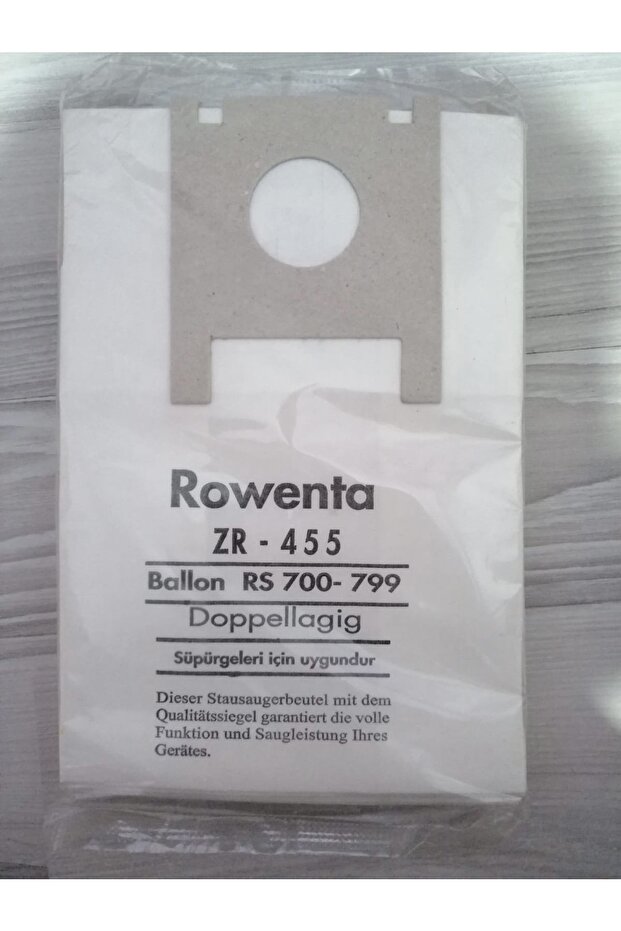 Rowenta
ZR - 455
Ballon RS 700- 799
Doppellagig
Süpürgeleri için uygundur
Dieser Stausaugerbeutel mit dem
Qualitätssiegel garantiert die volle
Funktion und Saugleistung Ihres
Gerätes.